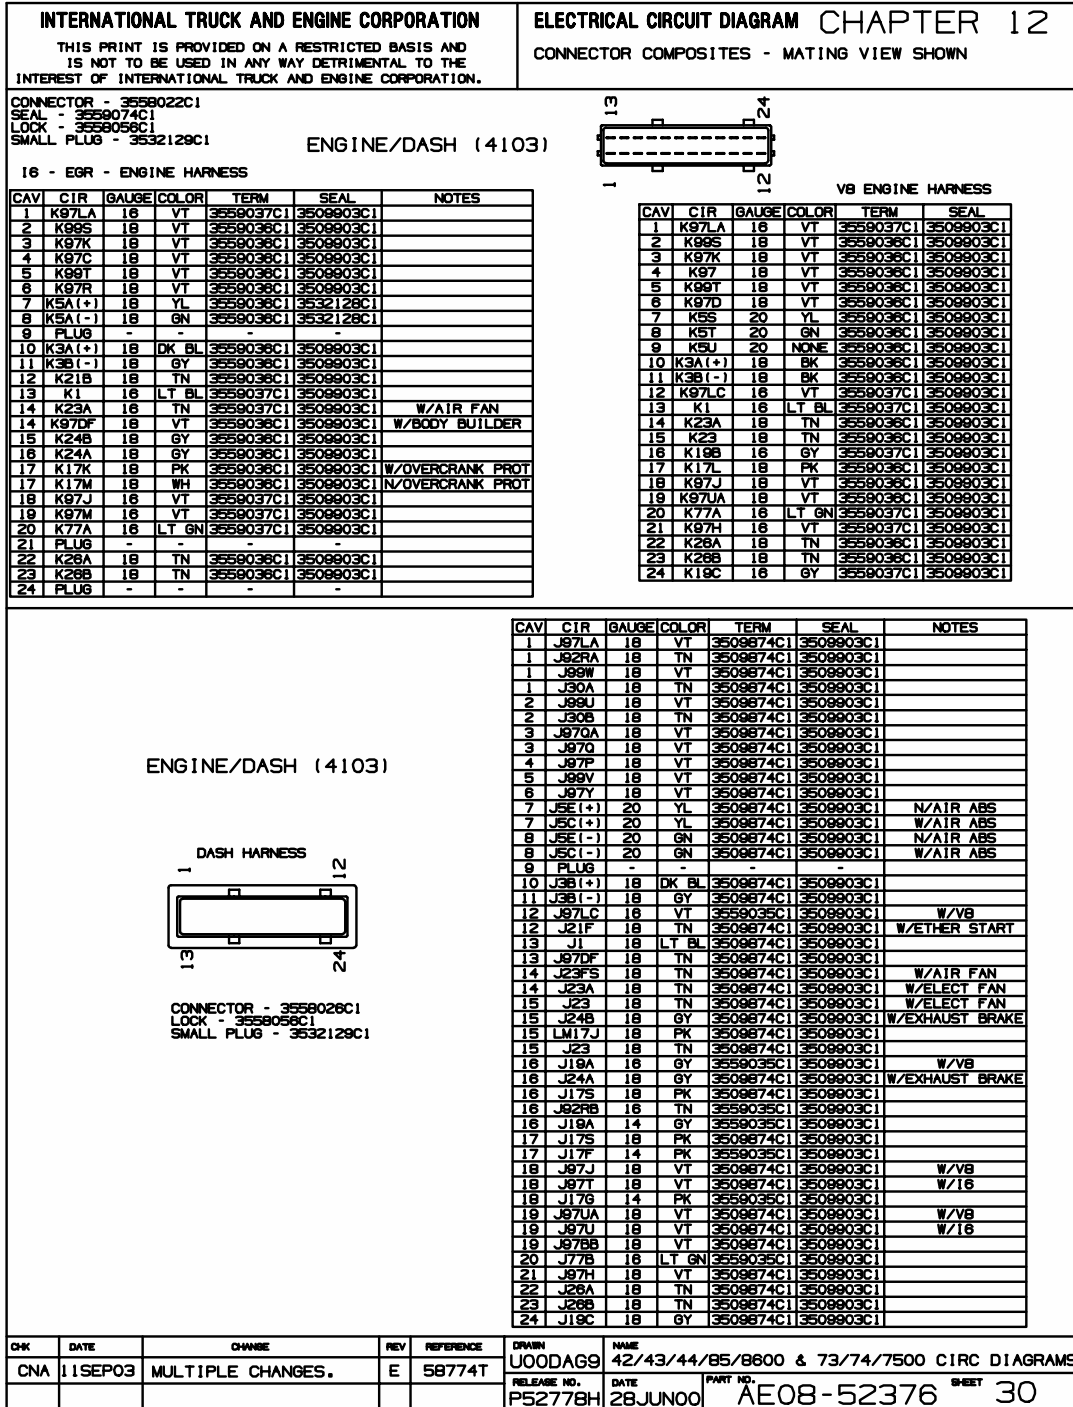 INTERNATIONAL TRUCK AND ENGINE CORPORATION
THIS PRINT IS PROVIDED ON A RESTRICTED BASIS AND
IS NOT TO BE USED IN ANY WAY DETRIMENTAL TO THE
INTEREST OF INTERNATIONAL TRUCK AND ENGINE CORPORATION.
ELECTRICAL CIRCUIT DIAGRAM CHAPTER 12
CONNECTOR COMPOSITES - MATING VIEW SHOWN
CONNECTOR - 3558022C1
SEAL - 3559074C1
LOCK - 3558056C1
SMALL PLUG - 3532129C1
ENGINE/DASH (4103)
13 24
1 12
I6 - EGR - ENGINE HARNESS
CAV CIR GAUGE COLOR TERM SEAL NOTES
1 K97LA 16 VT 3559037C1 3509903C1
2 K99S 18 VT 3559036C1 3509903C1
3 K97K 18 VT 3559036C1 3509903C1
4 K97C 18 VT 3559036C1 3509903C1
5 K99T 18 VT 3559036C1 3509903C1
6 K97R 18 VT 3559036C1 3509903C1
7 K5A(+) 18 YL 3559036C1 3532128C1
8 K5A(-) 18 GN 3559036C1 3532128C1
9 PLUG - - - -
10 K3A(+) 18 DK BL 3559036C1 3509903C1
11 K3B(-) 18 GY 3559036C1 3509903C1
12 K21B 18 TN 3559036C1 3509903C1
13 K1 16 LT BL 3559037C1 3509903C1
14 K23A 16 TN 3559037C1 3509903C1 W/AIR FAN
14 K97DF 18 VT 3559036C1 3509903C1 W/BODY BUILDER
15 K24B 18 GY 3559036C1 3509903C1
16 K24A 18 GY 3559036C1 3509903C1
17 K17K 18 PK 3559036C1 3509903C1 W/OVERCRANK PROT
17 K17M 18 WH 3559036C1 3509903C1 N/OVERCRANK PROT
18 K97J 16 VT 3559037C1 3509903C1
19 K97M 16 VT 3559037C1 3509903C1
20 K77A 16 LT GN 3559037C1 3509903C1
21 PLUG - - - -
22 K26A 18 TN 3559036C1 3509903C1
23 K26B 18 TN 3559036C1 3509903C1
24 PLUG - - - -
V8 ENGINE HARNESS
CAV CIR GAUGE COLOR TERM SEAL
1 K97LA 16 VT 3559037C1 3509903C1
2 K99S 18 VT 3559036C1 3509903C1
3 K97K 18 VT 3559036C1 3509903C1
4 K97 18 VT 3559036C1 3509903C1
5 K99T 18 VT 3559036C1 3509903C1
6 K97D 18 VT 3559036C1 3509903C1
7 K5S 20 YL 3559036C1 3509903C1
8 K5T 20 GN 3559036C1 3509903C1
9 K5U 20 NONE 3559036C1 3509903C1
10 K3A(+) 18 BK 3559036C1 3509903C1
11 K3B(-) 18 BK 3559036C1 3509903C1
12 K97LC 16 VT 3559037C1 3509903C1
13 K1 16 LT BL 3559037C1 3509903C1
14 K23A 18 TN 3559036C1 3509903C1
15 K23 18 TN 3559036C1 3509903C1
16 K19B 16 GY 3559037C1 3509903C1
17 K17L 18 PK 3559036C1 3509903C1
18 K97J 18 VT 3559036C1 3509903C1
19 K97UA 18 VT 3559036C1 3509903C1
20 K77A 16 LT GN 3559037C1 3509903C1
21 K97H 16 VT 3559037C1 3509903C1
22 K26A 18 TN 3559036C1 3509903C1
23 K26B 18 TN 3559036C1 3509903C1
24 K19C 16 GY 3559037C1 3509903C1
ENGINE/DASH (4103)
DASH HARNESS
1 12
13 24
CONNECTOR - 3558026C1
LOCK - 3558056C1
SMALL PLUG - 3532129C1
CAV CIR GAUGE COLOR TERM SEAL NOTES
1 J97LA 18 VT 3509874C1 3509903C1
1 J92RA 18 TN 3509874C1 3509903C1
1 J99W 18 VT 3509874C1 3509903C1
1 J30A 18 TN 3509874C1 3509903C1
2 J99U 18 VT 3509874C1 3509903C1
2 J30B 18 TN 3509874C1 3509903C1
3 J97QA 18 VT 3509874C1 3509903C1
3 J97Q 18 VT 3509874C1 3509903C1
4 J97P 18 VT 3509874C1 3509903C1
5 J99V 18 VT 3509874C1 3509903C1
6 J97Y 18 VT 3509874C1 3509903C1
7 J5E(+) 20 YL 3509874C1 3509903C1 N/AIR ABS
7 J5C(+) 20 YL 3509874C1 3509903C1 W/AIR ABS
8 J5E(-) 20 GN 3509874C1 3509903C1 N/AIR ABS
8 J5C(-) 20 GN 3509874C1 3509903C1 W/AIR ABS
9 PLUG - - - -
10 J3B(+) 18 DK BL 3509874C1 3509903C1
11 J3B(-) 18 GY 3509874C1 3509903C1
12 J97LC 16 VT 3559035C1 3509903C1 W/V8
12 J21F 18 TN 3509874C1 3509903C1 W/ETHER START
13 J1 18 LT BL 3509874C1 3509903C1
13 J97DF 18 TN 3509874C1 3509903C1
14 J23FS 18 TN 3509874C1 3509903C1 W/AIR FAN
14 J23A 18 TN 3509874C1 3509903C1 W/ELECT FAN
15 J23 18 TN 3509874C1 3509903C1 W/ELECT FAN
15 J24B 18 GY 3509874C1 3509903C1 W/EXHAUST BRAKE
15 LM17J 18 PK 3509874C1 3509903C1
15 J23 18 TN 3509874C1 3509903C1
16 J19A 16 GY 3559035C1 3509903C1 W/V8
16 J24A 18 GY 3509874C1 3509903C1 W/EXHAUST BRAKE
16 J17S 18 PK 3509874C1 3509903C1
16 J92RB 16 TN 3559035C1 3509903C1
16 J19A 14 GY 3559035C1 3509903C1
17 J17S 18 PK 3509874C1 3509903C1
17 J17F 14 PK 3559035C1 3509903C1
18 J97J 18 VT 3509874C1 3509903C1 W/V8
18 J97T 18 VT 3509874C1 3509903C1 W/I6
18 J17G 14 PK 3559035C1 3509903C1
19 J97UA 18 VT 3509874C1 3509903C1 W/V8
19 J97U 18 VT 3509874C1 3509903C1 W/I6
19 J97BB 18 VT 3509874C1 3509903C1
20 J77B 16 LT GN 3559035C1 3509903C1
21 J97H 18 VT 3509874C1 3509903C1
22 J26A 18 TN 3509874C1 3509903C1
23 J26B 18 TN 3509874C1 3509903C1
24 J19C 18 GY 3509874C1 3509903C1
CHK DATE CHANGE REV REFERENCE
CNA 11SEP03 MULTIPLE CHANGES. E 58774T
DRAWN U00DAG9
NAME 42/43/44/85/8600 & 73/74/7500 CIRC DIAGRAMS
RELEASE NO. P52778H
DATE 28JUN00
PART NO. AE08-52376
SHEET 30